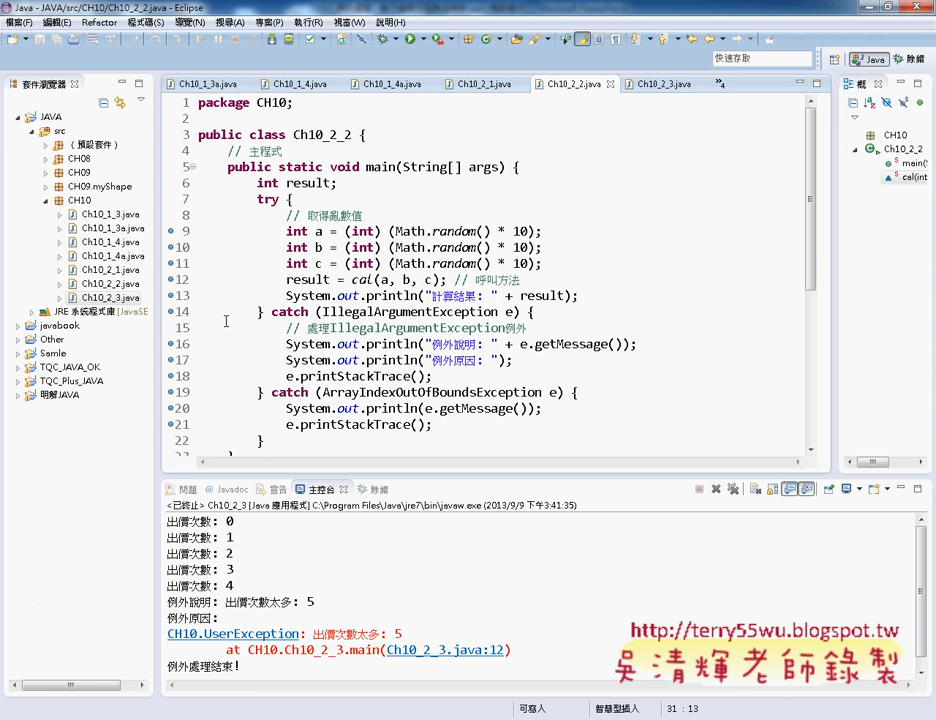 Java - JAVA/src/CH10/Ch10_2_2.java - Eclipse
檔案(F) 編輯(E) Refactor 程式碼(S) 導覽(N) 搜尋(A) 專案(P) 執行(R) 視窗(W) 說明(H)
快速存取
Java
除錯
套件瀏覽器
JAVA
src
(預設套件)
CH08
CH09
CH09.myShape
CH10
Ch10_1_3.java
Ch10_1_3a.java
Ch10_1_4.java
Ch10_1_4a.java
Ch10_2_1.java
Ch10_2_2.java
Ch10_2_3.java
JRE 系統程式庫 [JavaSE
javabook
Other
Samle
TQC_JAVA_OK
TQC_Plus_JAVA
明解JAVA
Ch10_1_3a.java Ch10_1_4.java Ch10_1_4a.java Ch10_2_1.java Ch10_2_2.java Ch10_2_3.java »4
1 package CH10;
2
3 public class Ch10_2_2 {
4 // 主程式
5 public static void main(String[] args) {
6 int result;
7 try {
8 // 取得亂數值
9 int a = (int) (Math.random() * 10);
10 int b = (int) (Math.random() * 10);
11 int c = (int) (Math.random() * 10);
12 result = cal(a, b, c); // 呼叫方法
13 System.out.println("計算結果: " + result);
14 } catch (IllegalArgumentException e) {
15 // 處理IllegalArgumentException例外
16 System.out.println("例外說明: " + e.getMessage());
17 System.out.println("例外原因: ");
18 e.printStackTrace();
19 } catch (ArrayIndexOutOfBoundsException e) {
20 System.out.println(e.getMessage());
21 e.printStackTrace();
22 }
概
CH10
Ch10_2_2
main(S
cal(int
問題 @ Javadoc 宣告 主控台 除錯
<已終止> Ch10_2_3 [Java 應用程式] C:\Program Files\Java\jre7\bin\javaw.exe (2013/9/9 下午3:41:35)
出價次數: 0
出價次數: 1
出價次數: 2
出價次數: 3
出價次數: 4
例外說明: 出價次數太多: 5
例外原因:
CH10.UserException: 出價次數太多: 5
at CH10.Ch10_2_3.main(Ch10_2_3.java:12)
例外處理結束!
http://terry55wu.blogspot.tw
吳清輝老師錄製
可寫入 智慧型插入 31 : 13